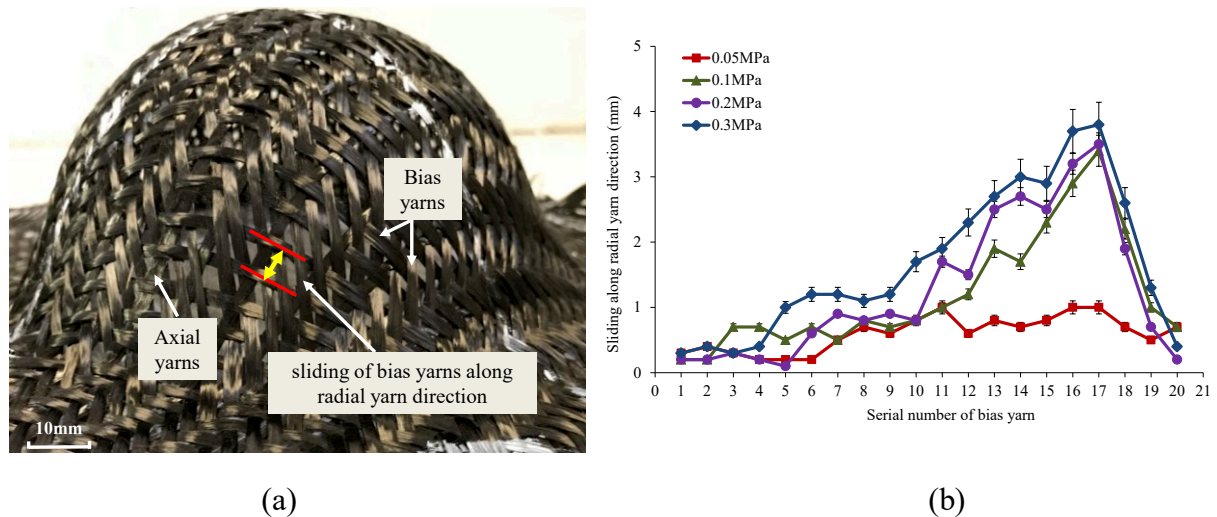 Bias
yarns
Axial
yarns
sliding of bias yarns along
radial yarn direction
10mm
(a)
Sliding along radial yarn direction (mm)
5
4
3
2
1
0
0.05MPa
0.1MPa
0.2MPa
0.3MPa
0 1 2 3 4 5 6 7 8 9 10 11 12 13 14 15 16 17 18 19 20 21
Serial number of bias yarn
(b)